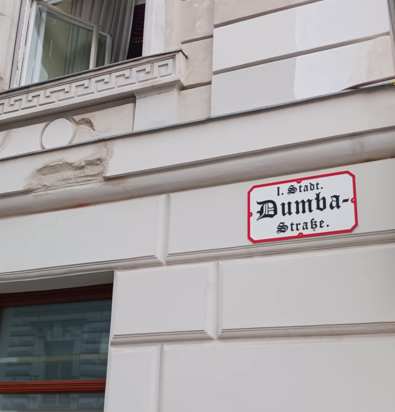 I. Stadt.
Dumba-
Straße.